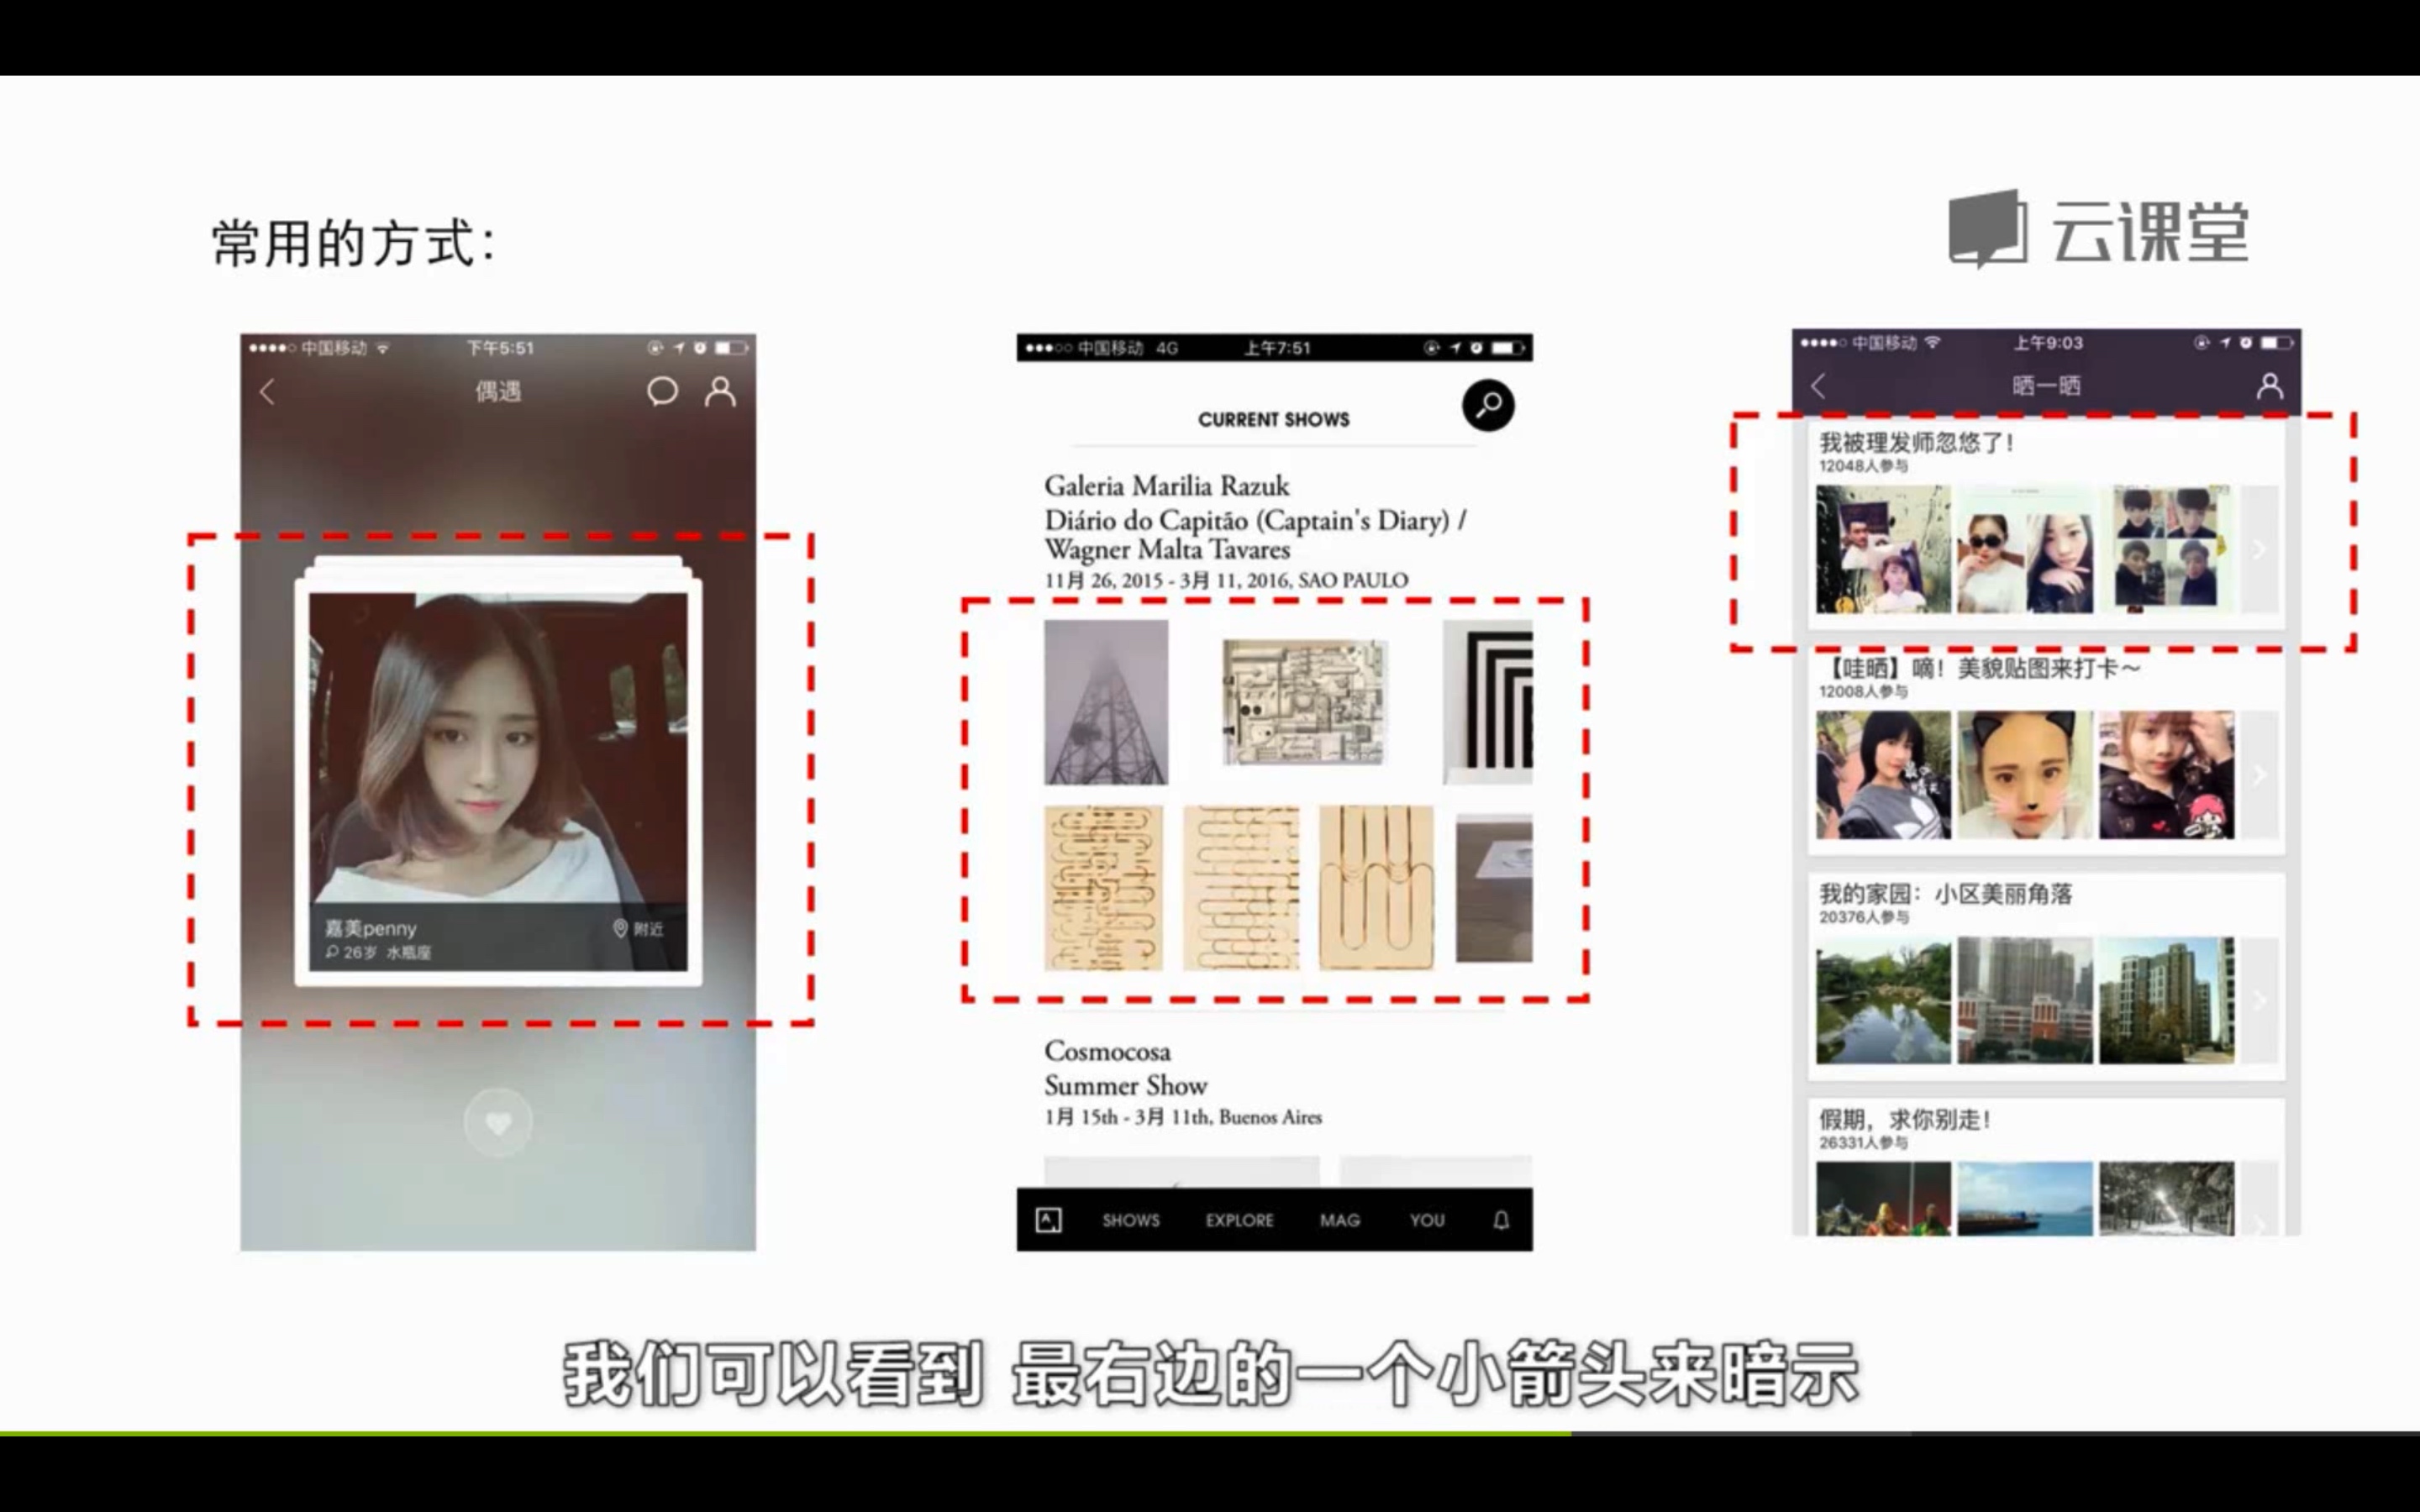 常用的方式：
云课堂
中国移动 下午5:51
偶遇
嘉美penny
附近
26岁 水瓶座
中国移动 4G 上午7:51
CURRENT SHOWS
Galeria Marilia Razuk
Diário do Capitão (Captain's Diary) /
Wagner Malta Tavares
11月 26, 2015 - 3月 11, 2016, SAO PAULO
Cosmocosa
Summer Show
1月 15th - 3月 11th, Buenos Aires
SHOWS EXPLORE MAG YOU
中国移动 上午9:03
晒一晒
我被理发师忽悠了！
12048人参与
【哇晒】嘀！美貌贴图来打卡～
12008人参与
我的家园：小区美丽角落
20376人参与
假期，求你别走！
26331人参与
我们可以看到 最右边的一个小箭头来暗示